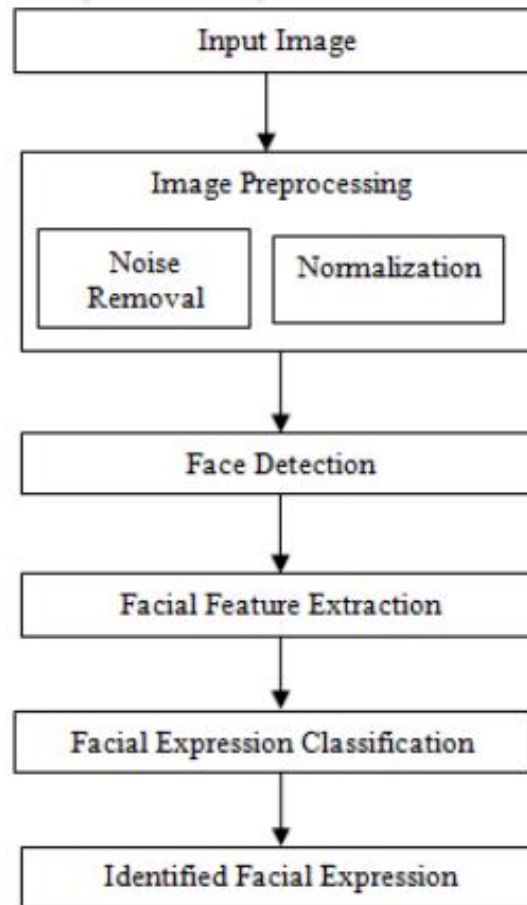 Input Image
Image Preprocessing
Noise
Removal
Normalization
Face Detection
Facial Feature Extraction
Facial Expression Classification
Identified Facial Expression